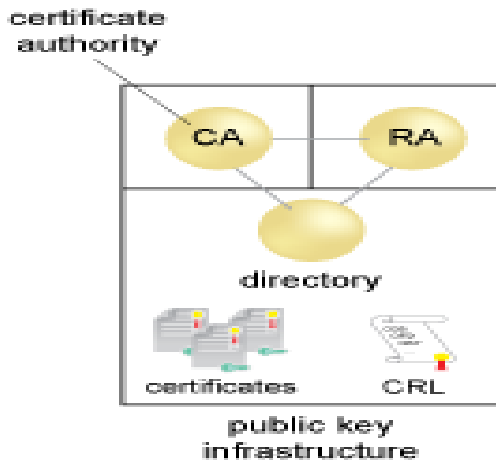 certificate
authority
CA
RA
directory
certificates
CRL
public key
infrastructure